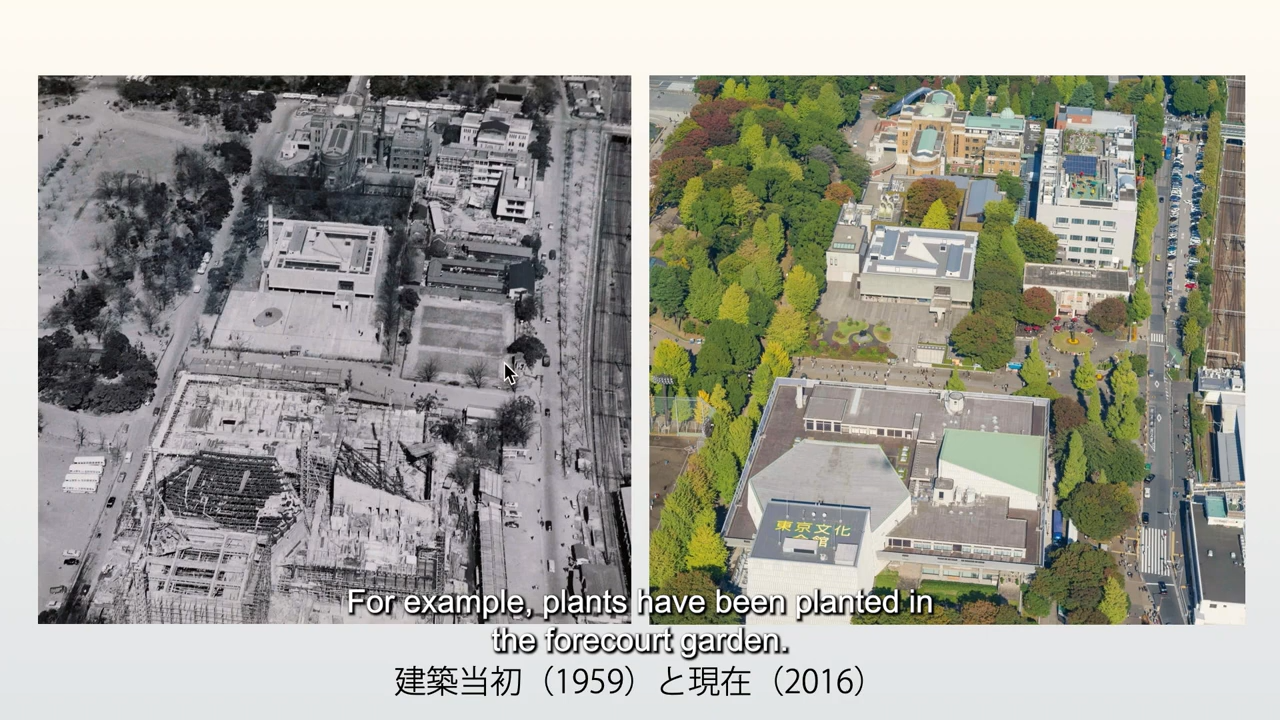 東京文化
会館
For example, plants have been planted in
the forecourt garden.
建築当初（1959）と現在（2016）